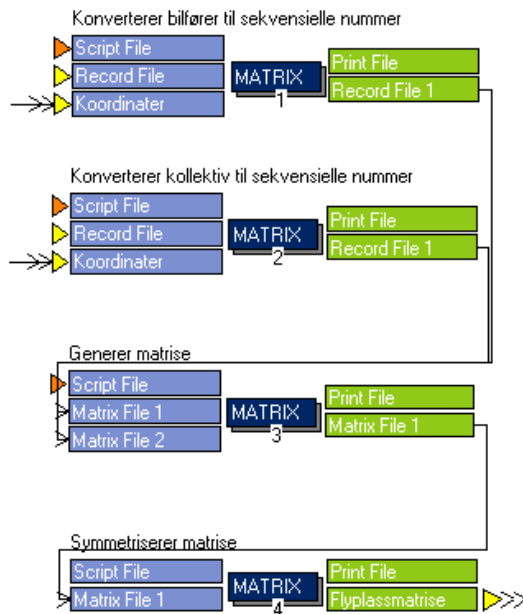 Konverterer bilfører til sekvensielle nummer
Script File
Record File
Koordinater
MATRIX
1
Print File
Record File 1
Konverterer kollektiv til sekvensielle nummer
Script File
Record File
Koordinater
MATRIX
2
Print File
Record File 1
Generer matrise
Script File
Matrix File 1
Matrix File 2
MATRIX
3
Print File
Matrix File 1
Symmetriserer matrise
Script File
Matrix File 1
MATRIX
4
Print File
Flyplassmatrise